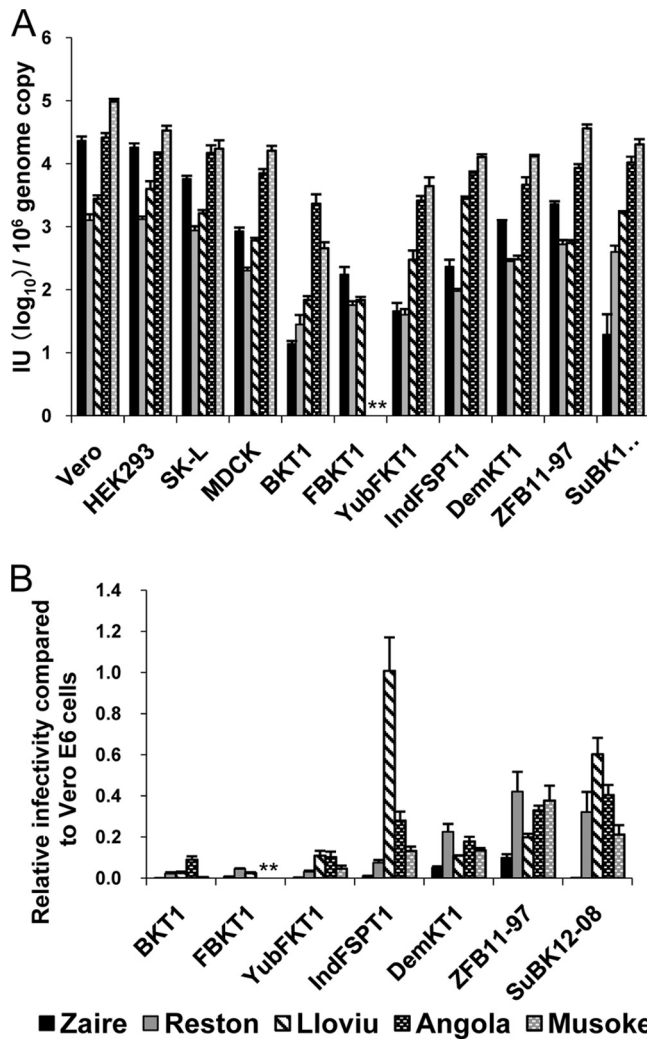 A
IU (log10) / 10^6 genome copy
6
5
4
3
2
1
0
**
Vero
HEK293
SK-L
MDCK
BKT1
FBKT1
YubFKT1
IndFSPT1
DemKT1
ZFB11-97
SuBK1..
B
Relative infectivity compared
to Vero E6 cells
1.4
1.2
1.0
0.8
0.6
0.4
0.2
0.0
**
BKT1
FBKT1
YubFKT1
IndFSPT1
DemKT1
ZFB11-97
SuBK12-08
Zaire Reston Lloviu Angola Musoke